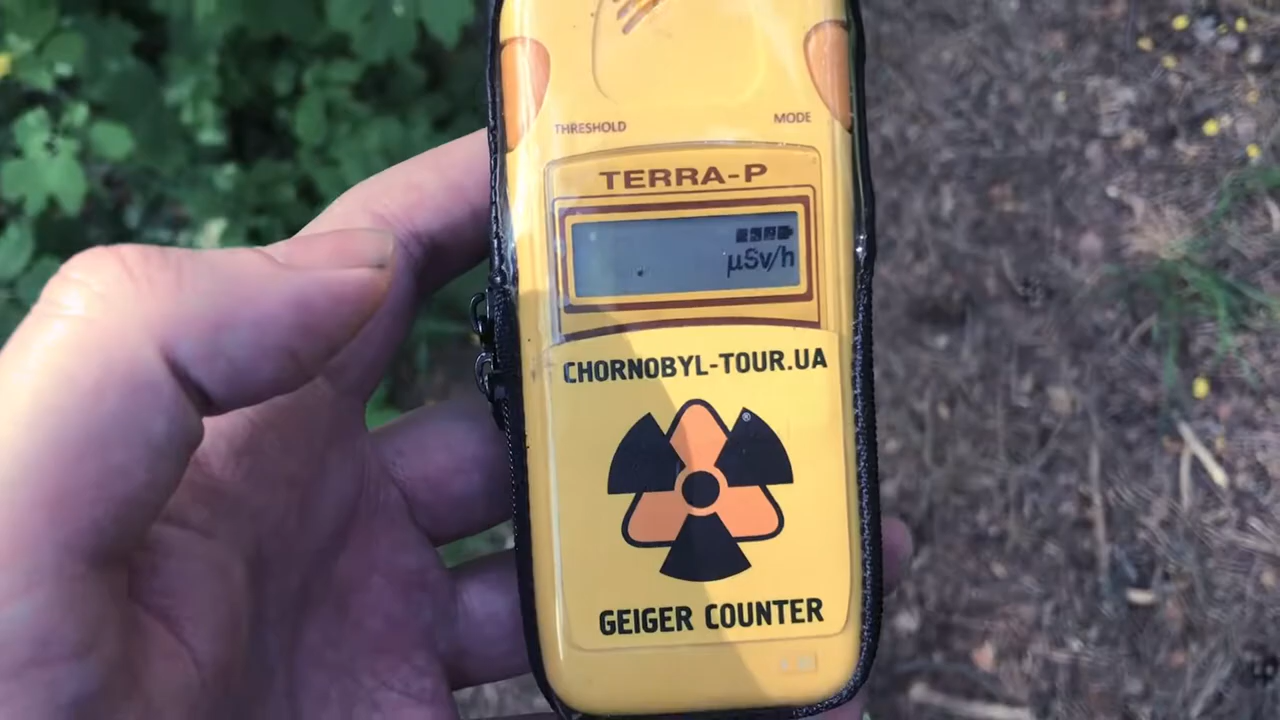 THRESHOLD
MODE
TERRA-P
µSv/h
CHORNOBYL-TOUR.UA
®
GEIGER COUNTER